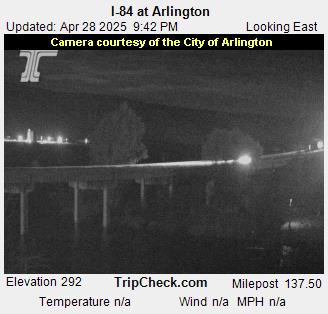 I-84 at Arlington
Updated: Apr 28 2025 9:42 PM Looking East
Camera courtesy of the City of Arlington
Elevation 292 TripCheck.com Milepost 137.50
Temperature n/a Wind n/a MPH n/a